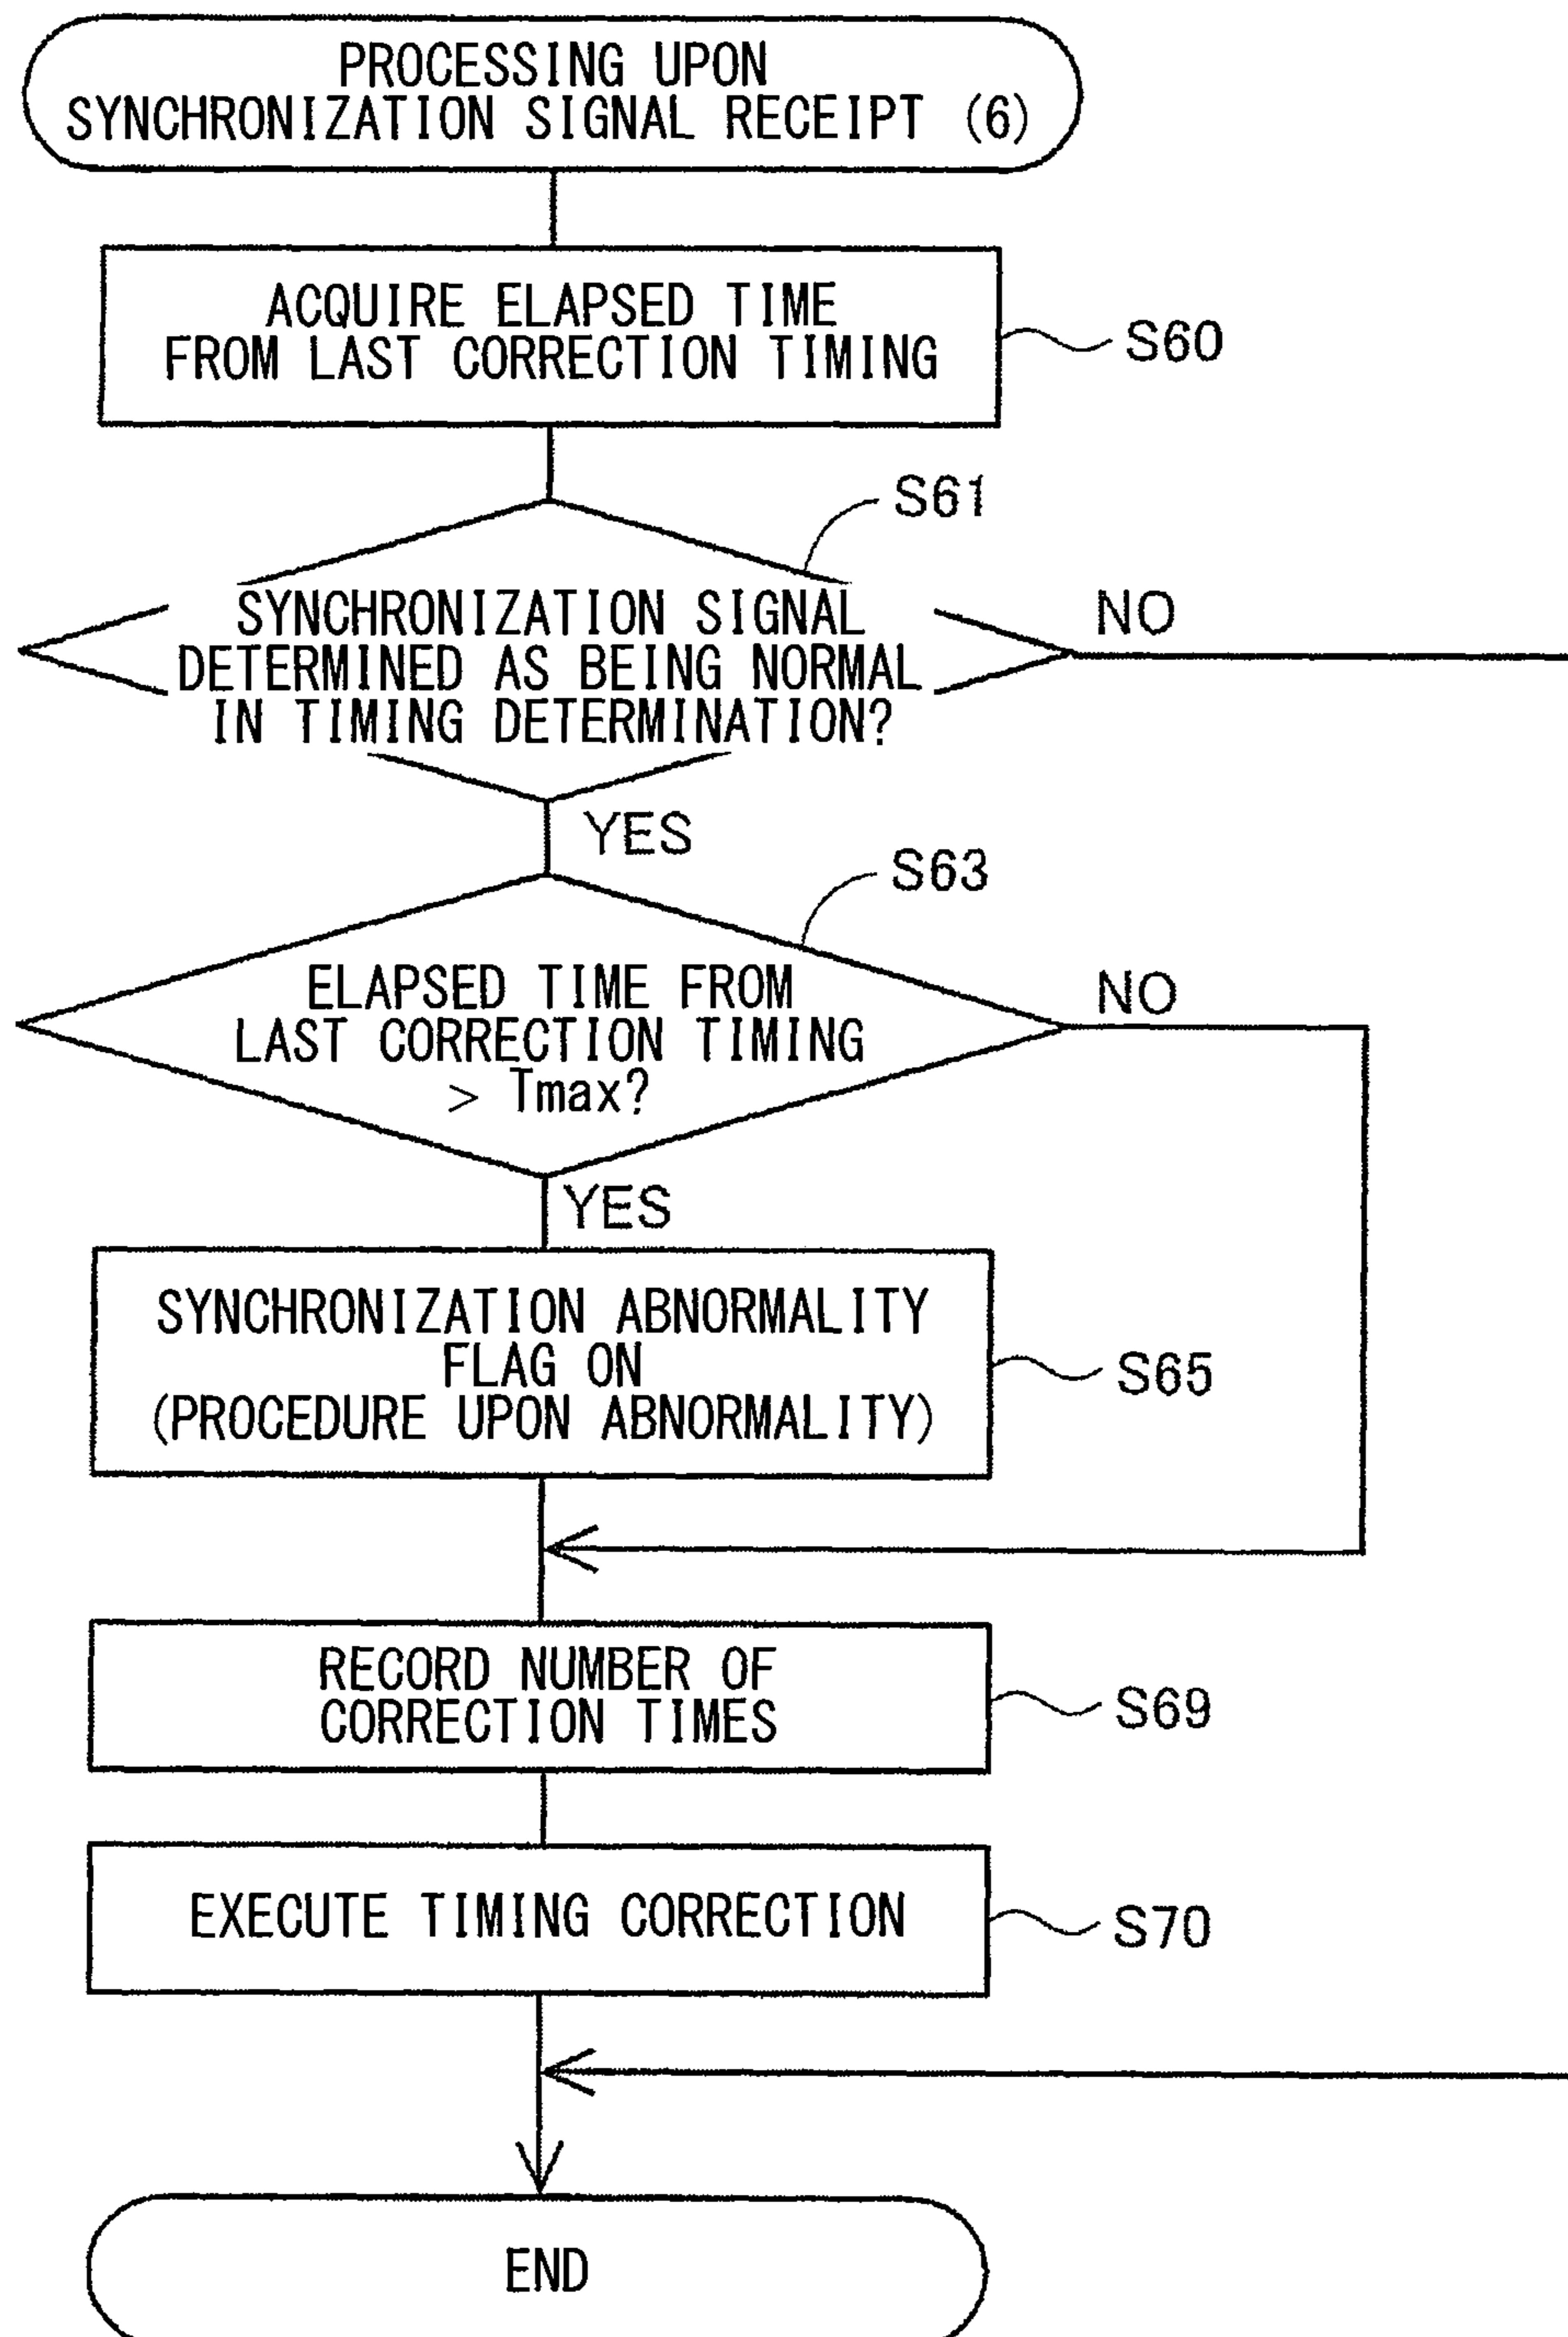 PROCESSING UPON
SYNCHRONIZATION SIGNAL RECEIPT (6)
ACQUIRE ELAPSED TIME
FROM LAST CORRECTION TIMING
S60
S61
SYNCHRONIZATION SIGNAL
DETERMINED AS BEING NORMAL
IN TIMING DETERMINATION?
NO
YES
S63
ELAPSED TIME FROM
LAST CORRECTION TIMING
> Tmax?
NO
YES
SYNCHRONIZATION ABNORMALITY
FLAG ON
(PROCEDURE UPON ABNORMALITY)
S65
RECORD NUMBER OF
CORRECTION TIMES
S69
EXECUTE TIMING CORRECTION
S70
END